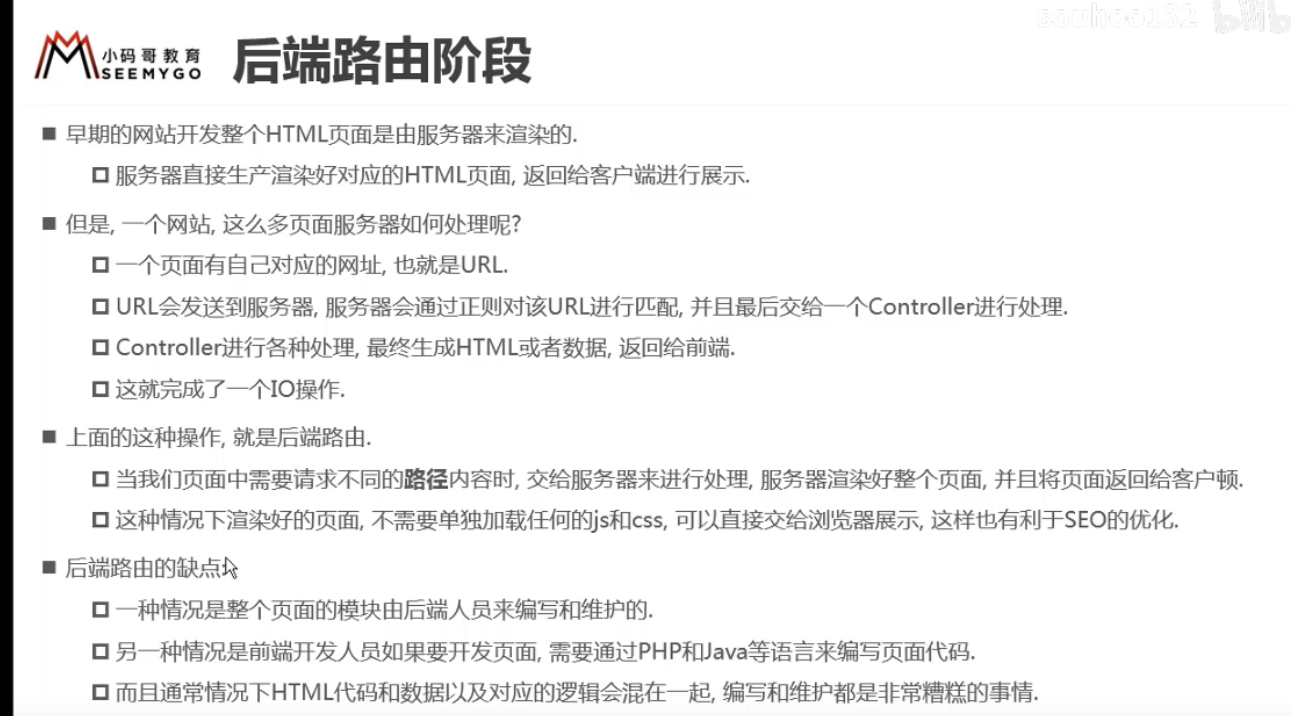 souhoo132 bilib
小码哥教育
SEEMYGO
后端路由阶段
早期的网站开发整个HTML页面是由服务器来渲染的.
服务器直接生产渲染好对应的HTML页面, 返回给客户端进行展示.
但是, 一个网站, 这么多页面服务器如何处理呢?
一个页面有自己对应的网址, 也就是URL.
URL会发送到服务器, 服务器会通过正则对该URL进行匹配, 并且最后交给一个Controller进行处理.
Controller进行各种处理, 最终生成HTML或者数据, 返回给前端.
这就完成了一个IO操作.
上面的这种操作, 就是后端路由.
当我们页面中需要请求不同的路径内容时, 交给服务器来进行处理, 服务器渲染好整个页面, 并且将页面返回给客户顿.
这种情况下渲染好的页面, 不需要单独加载任何的js和css, 可以直接交给浏览器展示, 这样也有利于SEO的优化.
后端路由的缺点
一种情况是整个页面的模块由后端人员来编写和维护的.
另一种情况是前端开发人员如果要开发页面, 需要通过PHP和Java等语言来编写页面代码.
而且通常情况下HTML代码和数据以及对应的逻辑会混在一起, 编写和维护都是非常糟糕的事情.